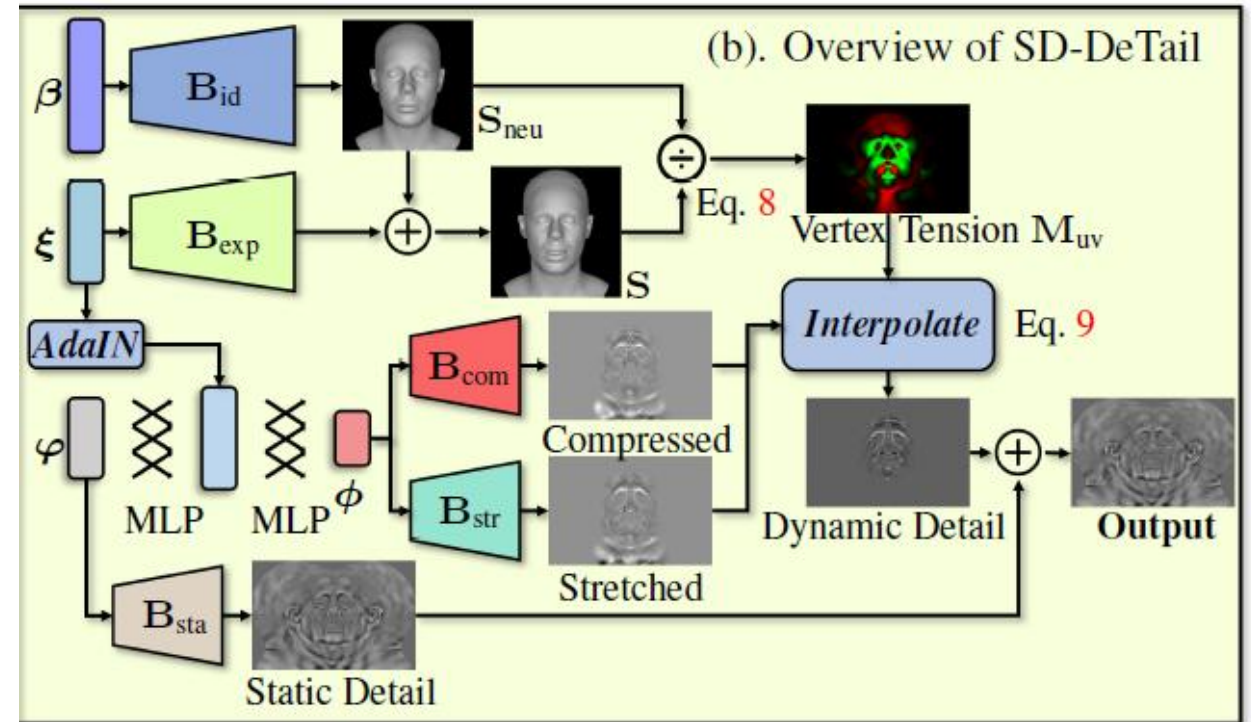 (b). Overview of SD-DeTail
β
B_id
S_neu
ξ
B_exp
+
S
÷
Eq. 8
Vertex Tension M_uv
AdaIN
Interpolate
Eq. 9
φ
MLP
MLP
ϕ
B_com
Compressed
B_str
Stretched
Dynamic Detail
+
Output
B_sta
Static Detail